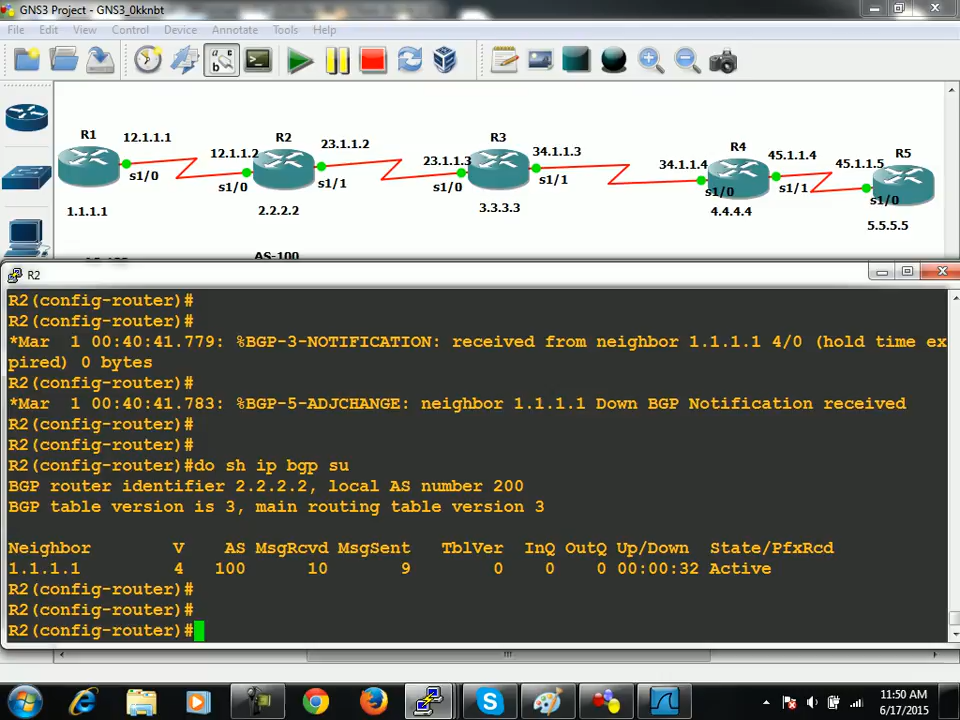 GNS3 Project - GNS3_0kknbt
File Edit View Control Device Annotate Tools Help
R1
12.1.1.1
s1/0
1.1.1.1
R2
12.1.1.2
23.1.1.2
s1/0
s1/1
2.2.2.2
R3
23.1.1.3
34.1.1.3
s1/0
s1/1
3.3.3.3
R4
34.1.1.4
45.1.1.4
s1/0
s1/1
4.4.4.4
R5
45.1.1.5
s1/0
5.5.5.5
AS-100
R2
R2(config-router)#
R2(config-router)#
*Mar 1 00:40:41.779: %BGP-3-NOTIFICATION: received from neighbor 1.1.1.1 4/0 (hold time ex
pired) 0 bytes
R2(config-router)#
*Mar 1 00:40:41.783: %BGP-5-ADJCHANGE: neighbor 1.1.1.1 Down BGP Notification received
R2(config-router)#
R2(config-router)#
R2(config-router)#do sh ip bgp su
BGP router identifier 2.2.2.2, local AS number 200
BGP table version is 3, main routing table version 3
Neighbor V AS MsgRcvd MsgSent TblVer InQ OutQ Up/Down State/PfxRcd
1.1.1.1 4 100 10 9 0 0 0 00:00:32 Active
R2(config-router)#
R2(config-router)#
R2(config-router)#
11:50 AM
6/17/2015